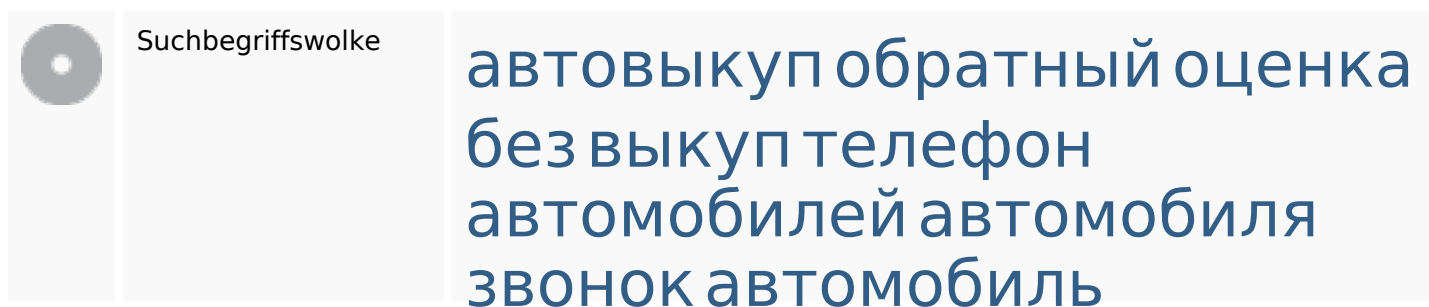 Suchbegriffswolke
автовыкуп обратный оценка
без выкуп телефон
автомобилей автомобиля
звонок автомобиль